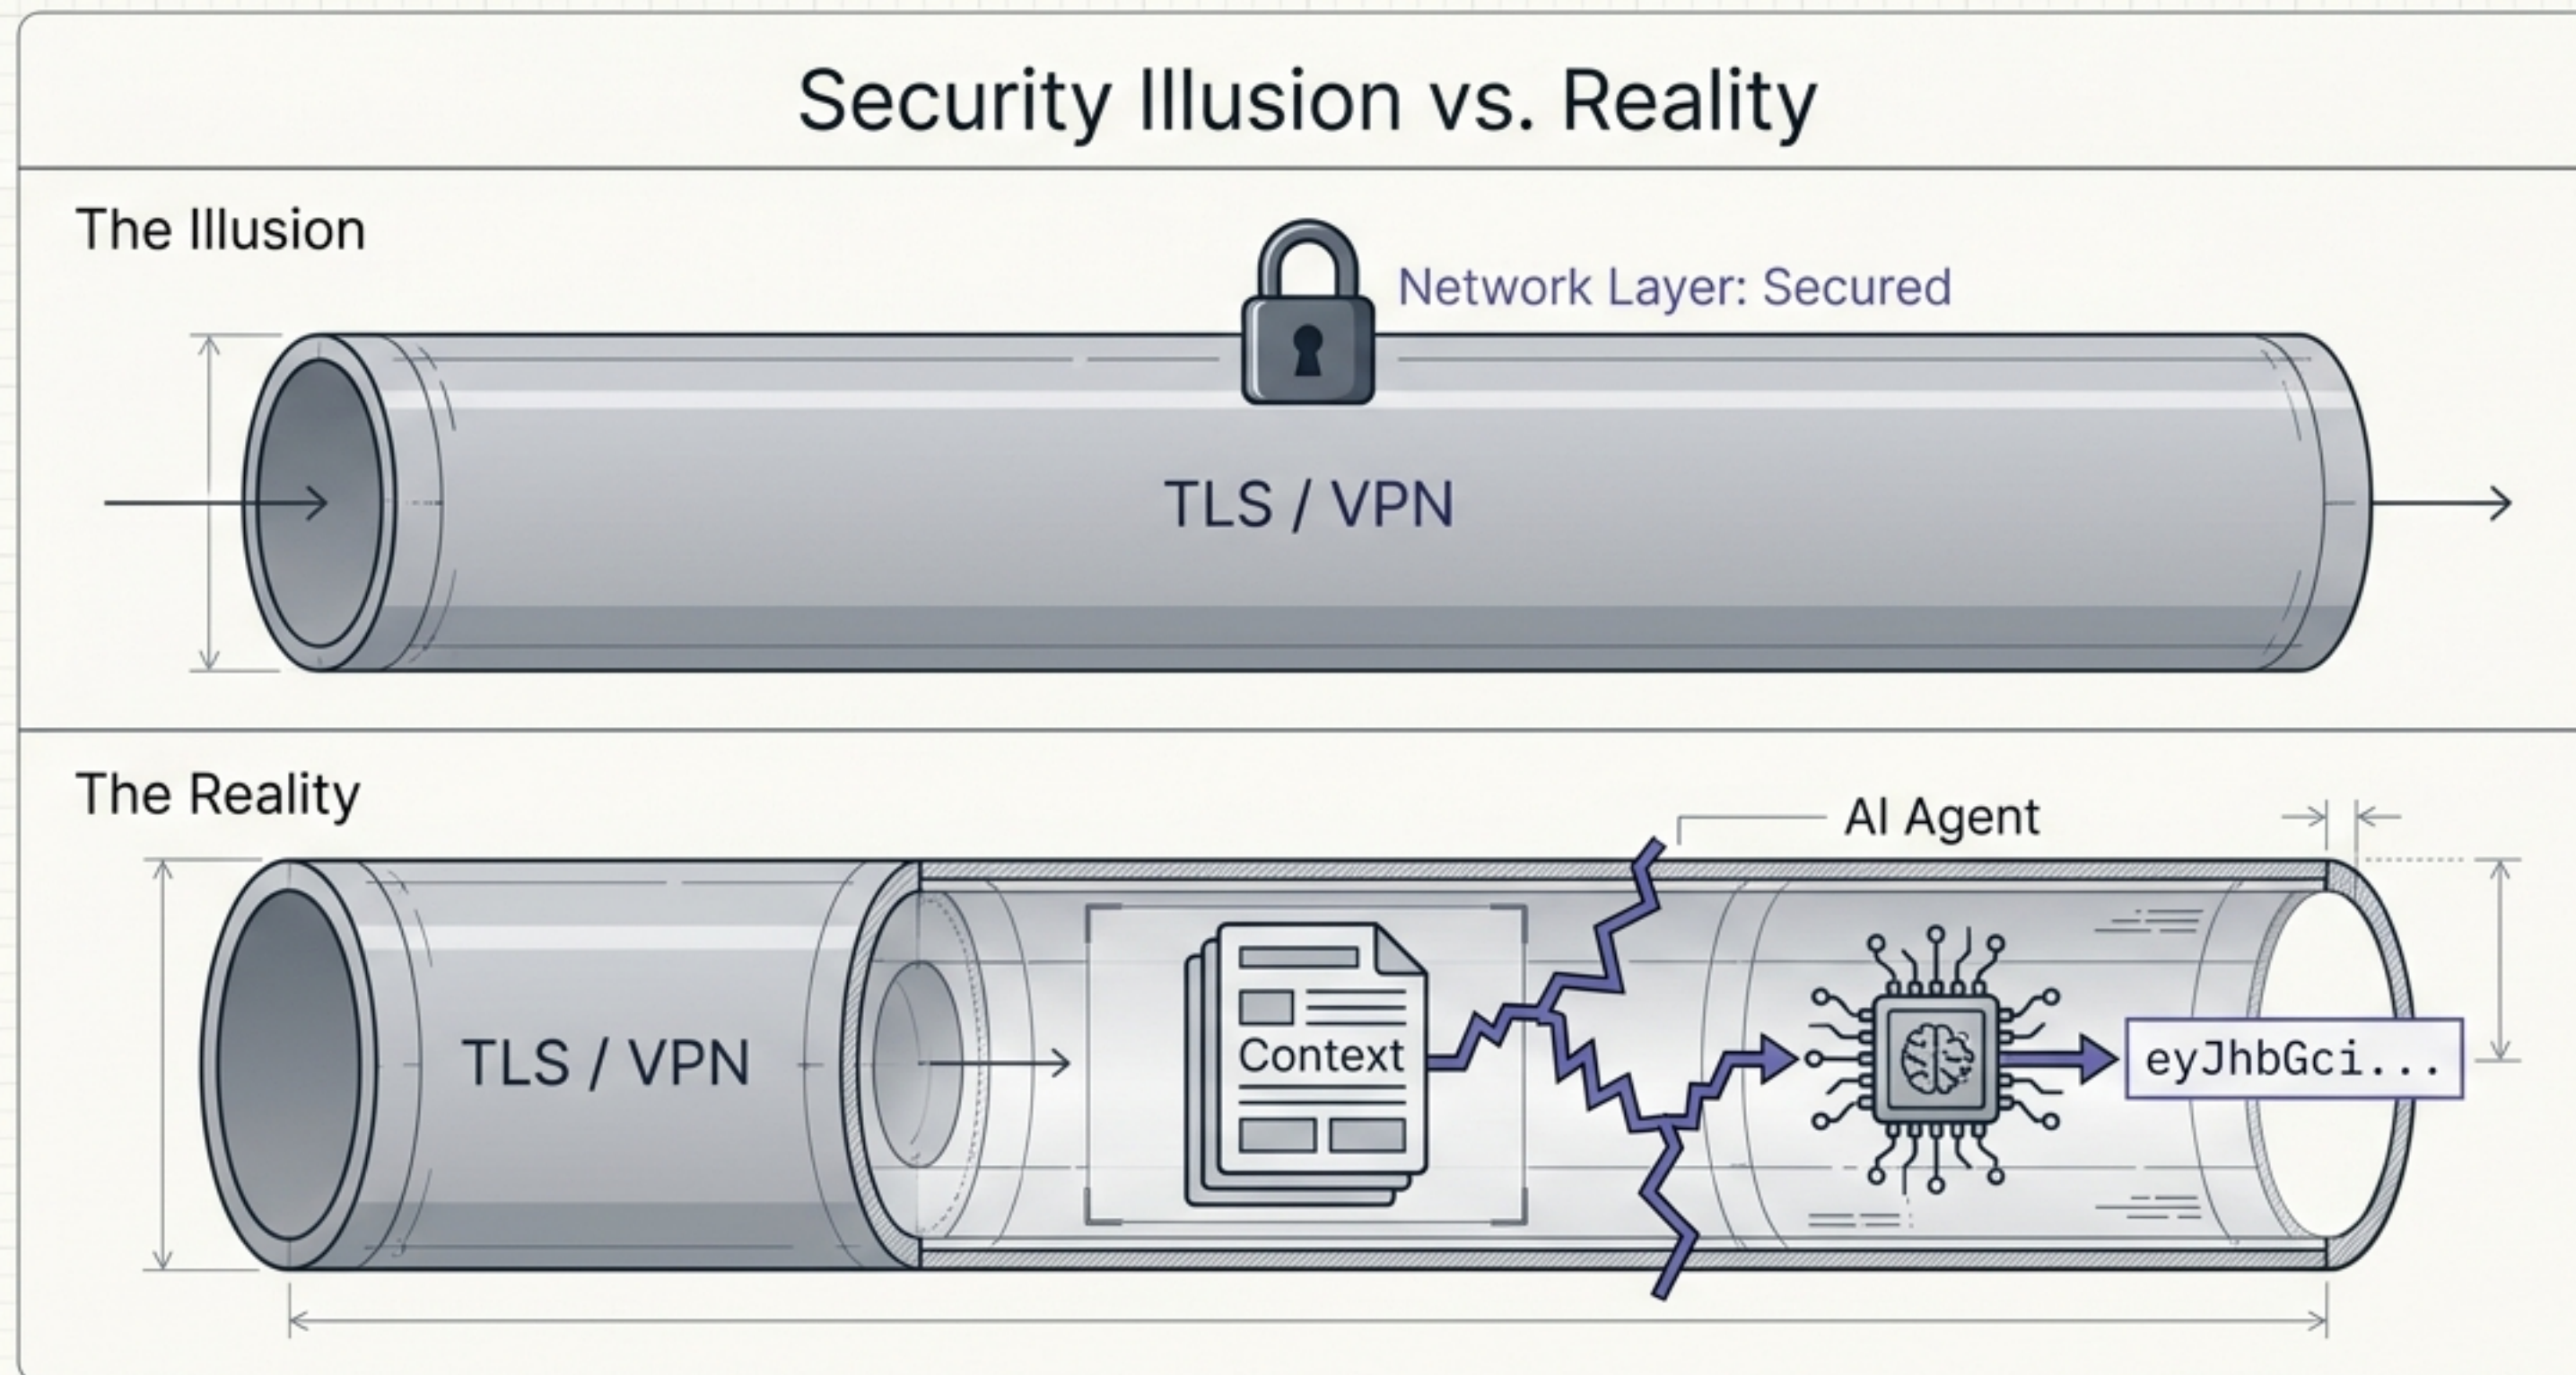 Security Illusion vs. Reality
The Illusion
Network Layer: Secured
TLS / VPN
The Reality
AI Agent
TLS / VPN
Context
eyJhbGci...